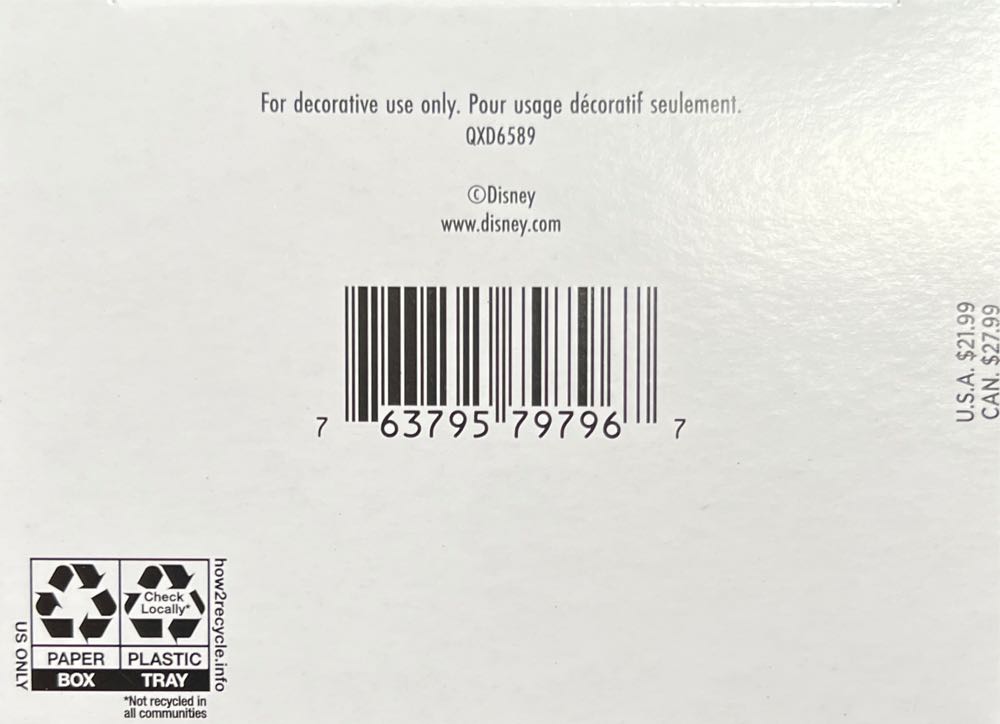 For decorative use only. Pour usage décoratif seulement.
QXD6589
©Disney
www.disney.com
7 63795 79796 7
U.S.A. $21.99
CAN. $27.99
US ONLY
Check
Locally*
PAPER PLASTIC
BOX TRAY
how2recycle.info
*Not recycled in
all communities